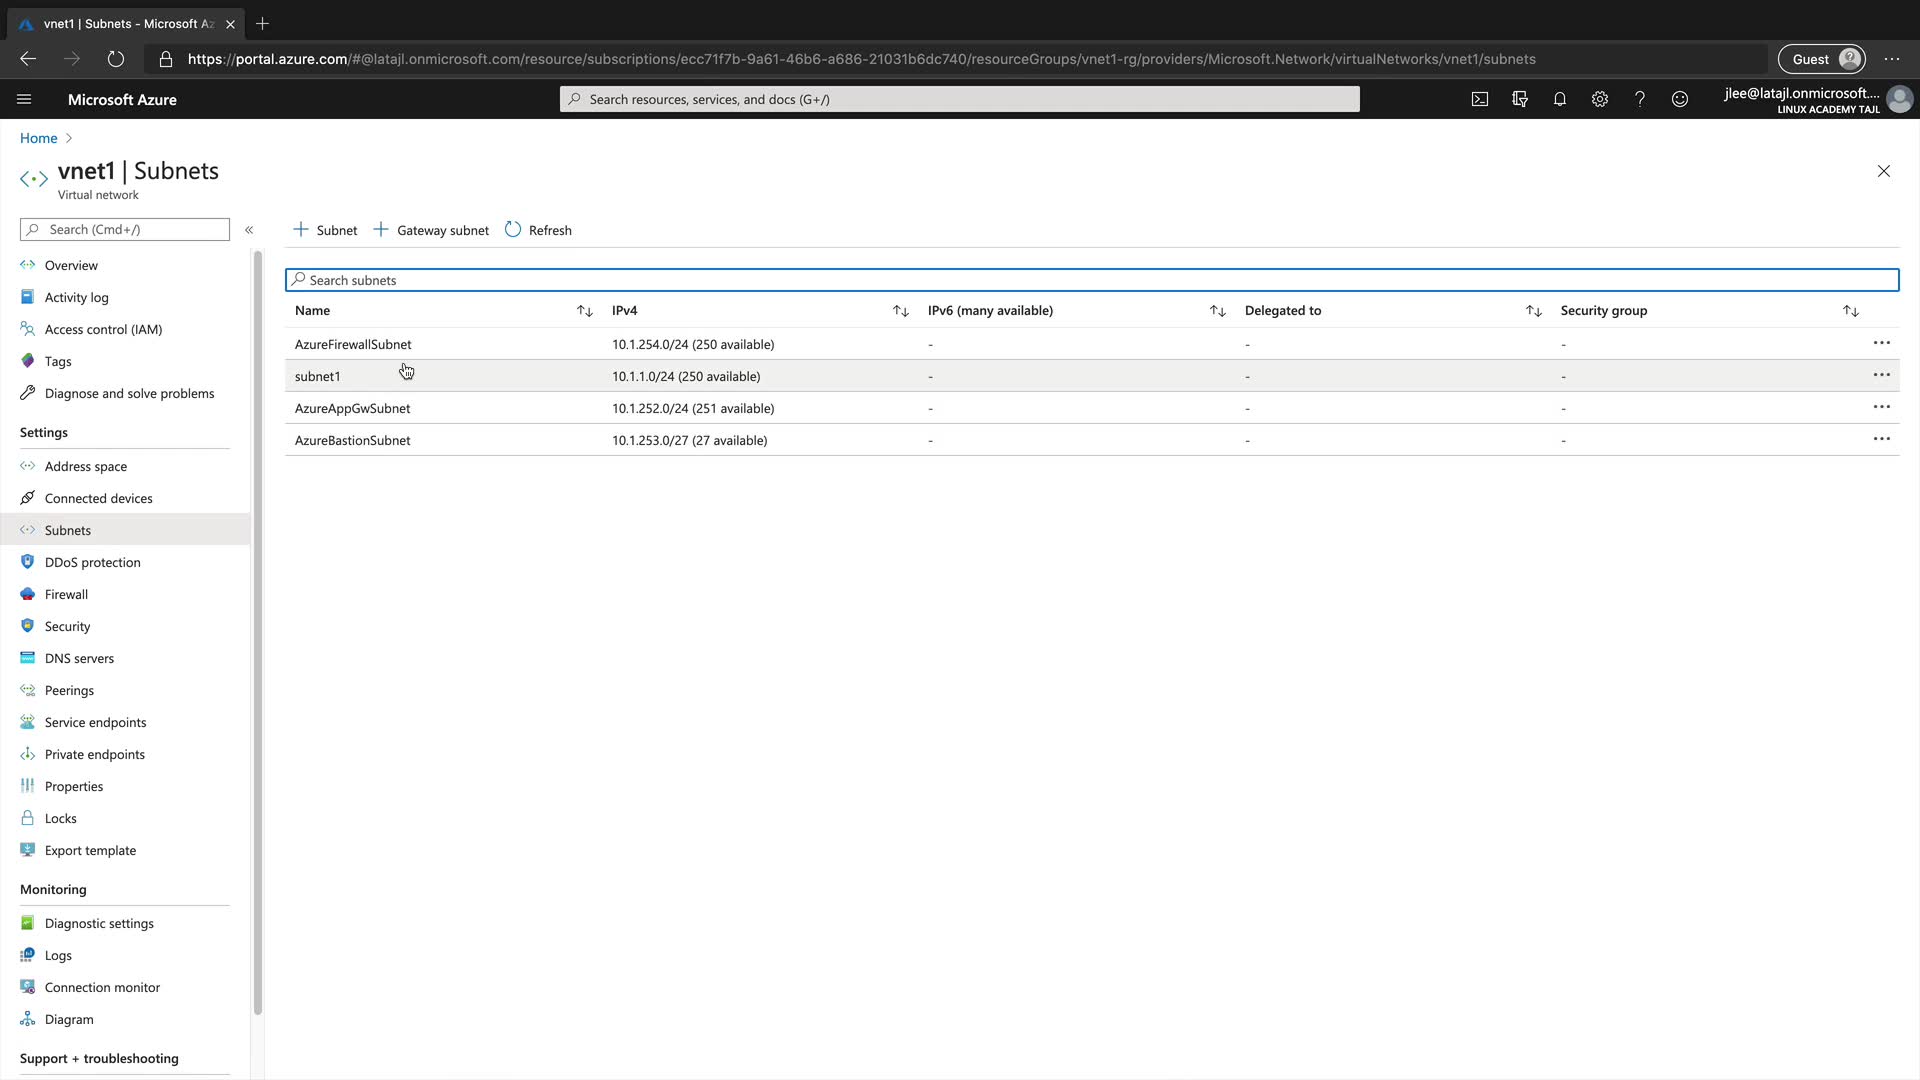 vnet1 | Subnets - Microsoft Az
https://portal.azure.com/#@latajl.onmicrosoft.com/resource/subscriptions/ecc71f7b-9a61-46b6-a686-21031b6dc740/resourceGroups/vnet1-rg/providers/Microsoft.Network/virtualNetworks/vnet1/subnets
Guest
Microsoft Azure
Search resources, services, and docs (G+/)
jlee@latajl.onmicrosoft....
LINUX ACADEMY TAJL
Home
vnet1 | Subnets
Virtual network
Search (Cmd+/)
Overview
Activity log
Access control (IAM)
Tags
Diagnose and solve problems
Settings
Address space
Connected devices
Subnets
DDoS protection
Firewall
Security
DNS servers
Peerings
Service endpoints
Private endpoints
Properties
Locks
Export template
Monitoring
Diagnostic settings
Logs
Connection monitor
Diagram
Support + troubleshooting
Subnet Gateway subnet Refresh
Search subnets
Name IPv4 IPv6 (many available) Delegated to Security group
AzureFirewallSubnet 10.1.254.0/24 (250 available) - - -
subnet1 10.1.1.0/24 (250 available) - - -
AzureAppGwSubnet 10.1.252.0/24 (251 available) - - -
AzureBastionSubnet 10.1.253.0/27 (27 available) - - -